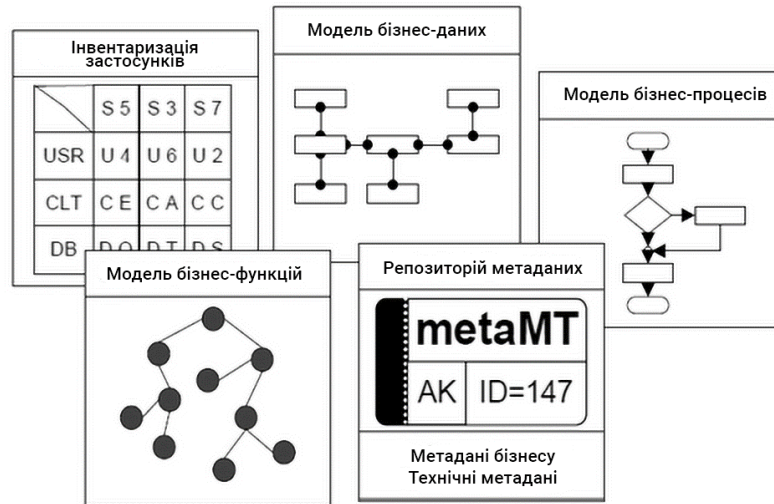 Інвентаризація
застосунків
S 5 S 3 S 7
USR U 4 U 6 U 2
CLT C E C A C C
DB
Модель бізнес-даних
Модель бізнес-процесів
Модель бізнес-функцій
Репозиторій метаданих
metaMT
AK ID=147
Метадані бізнесу
Технічні метадані